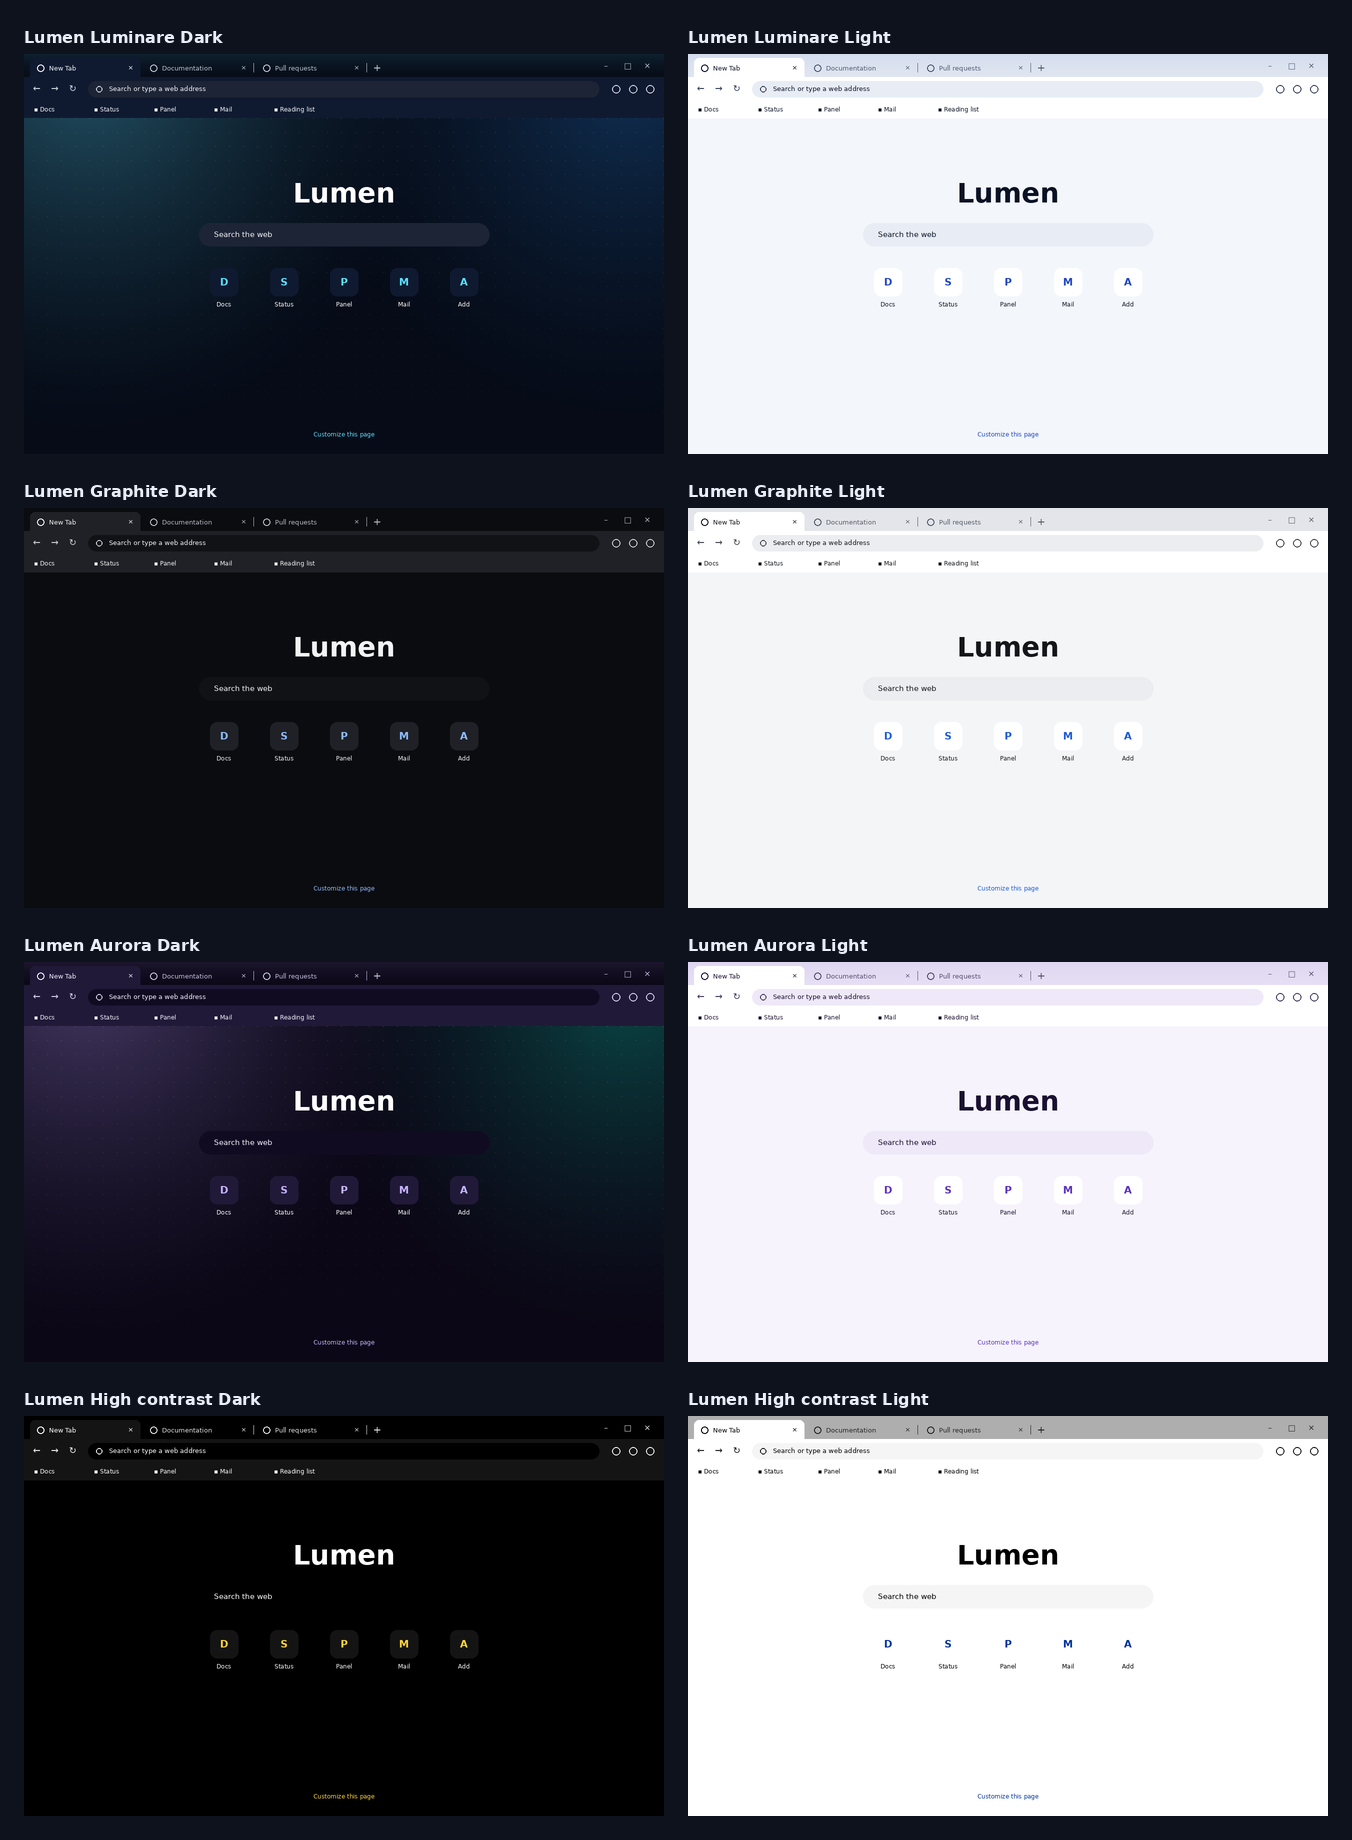 Lumen Luminare Dark
New Tab × Documentation × Pull requests × + – □ ×
← → ↻ Search or type a web address
▪ Docs ▪ Status ▪ Panel ▪ Mail ▪ Reading list
Lumen
Search the web
D S P M A
Docs Status Panel Mail Add
Customize this page
Lumen Luminare Light
New Tab × Documentation × Pull requests × + – □ ×
← → ↻ Search or type a web address
▪ Docs ▪ Status ▪ Panel ▪ Mail ▪ Reading list
Lumen
Search the web
D S P M A
Docs Status Panel Mail Add
Customize this page
Lumen Graphite Dark
New Tab × Documentation × Pull requests × + – □ ×
← → ↻ Search or type a web address
▪ Docs ▪ Status ▪ Panel ▪ Mail ▪ Reading list
Lumen
Search the web
D S P M A
Docs Status Panel Mail Add
Customize this page
Lumen Graphite Light
New Tab × Documentation × Pull requests × + – □ ×
← → ↻ Search or type a web address
▪ Docs ▪ Status ▪ Panel ▪ Mail ▪ Reading list
Lumen
Search the web
D S P M A
Docs Status Panel Mail Add
Customize this page
Lumen Aurora Dark
New Tab × Documentation × Pull requests × + – □ ×
← → ↻ Search or type a web address
▪ Docs ▪ Status ▪ Panel ▪ Mail ▪ Reading list
Lumen
Search the web
D S P M A
Docs Status Panel Mail Add
Customize this page
Lumen Aurora Light
New Tab × Documentation × Pull requests × + – □ ×
← → ↻ Search or type a web address
▪ Docs ▪ Status ▪ Panel ▪ Mail ▪ Reading list
Lumen
Search the web
D S P M A
Docs Status Panel Mail Add
Customize this page
Lumen High contrast Dark
New Tab × Documentation × Pull requests × + – □ ×
← → ↻ Search or type a web address
▪ Docs ▪ Status ▪ Panel ▪ Mail ▪ Reading list
Lumen
Search the web
D S P M A
Docs Status Panel Mail Add
Customize this page
Lumen High contrast Light
New Tab × Documentation × Pull requests × + – □ ×
← → ↻ Search or type a web address
▪ Docs ▪ Status ▪ Panel ▪ Mail ▪ Reading list
Lumen
Search the web
D S P M A
Docs Status Panel Mail Add
Customize this page